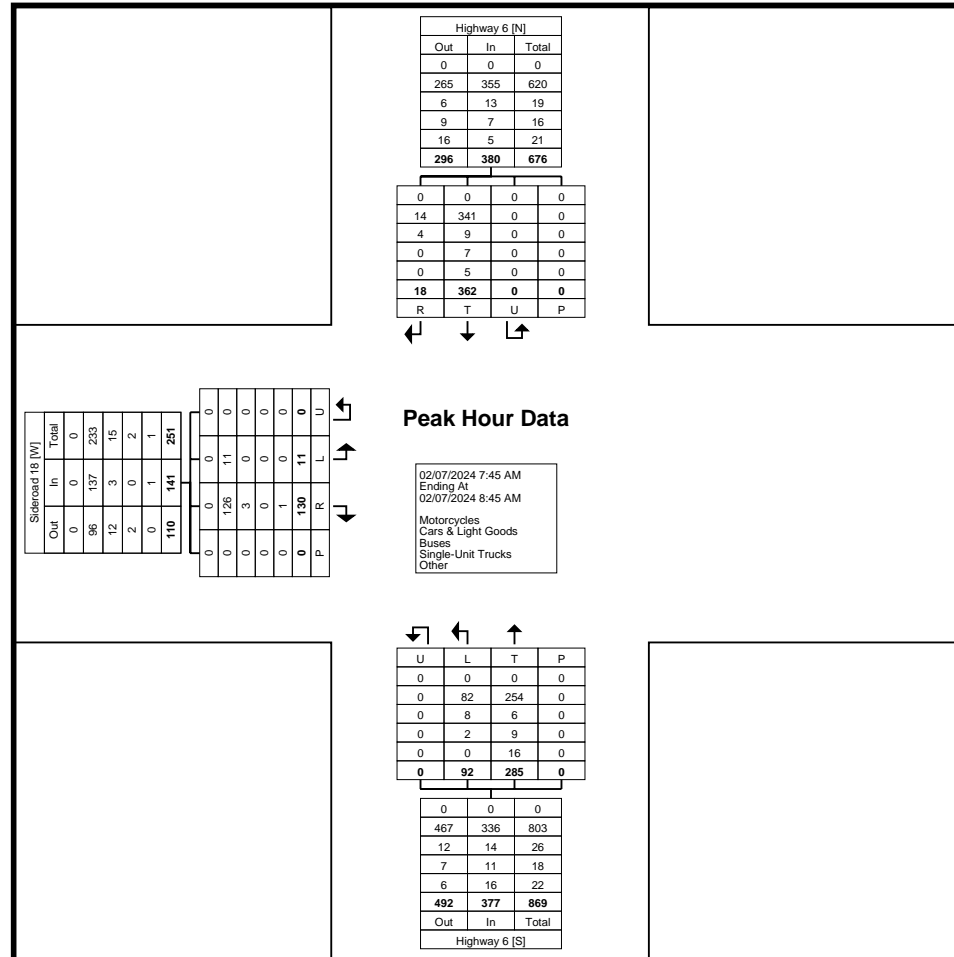 Highway 6 [N]
Out In Total
0 0 0
265 355 620
6 13 19
9 7 16
16 5 21
296 380 676
0 0 0 0
14 341 0 0
4 9 0 0
0 7 0 0
0 5 0 0
18 362 0 0
R T U P
Sideroad 18 [W]
Total 0 233 15 2 1 251
In 0 137 3 0 1 141
Out 0 96 12 2 0 110
0 0 0 0 0 0 U
0 11 0 0 0 11 L
0 126 3 0 1 130 R
0 0 0 0 0 0 P
Peak Hour Data
02/07/2024 7:45 AM
Ending At
02/07/2024 8:45 AM
Motorcycles
Cars & Light Goods
Buses
Single-Unit Trucks
Other
U L T P
0 0 0 0
0 82 254 0
0 8 6 0
0 2 9 0
0 0 16 0
0 92 285 0
0 0 0
467 336 803
12 14 26
7 11 18
6 16 22
492 377 869
Out In Total
Highway 6 [S]